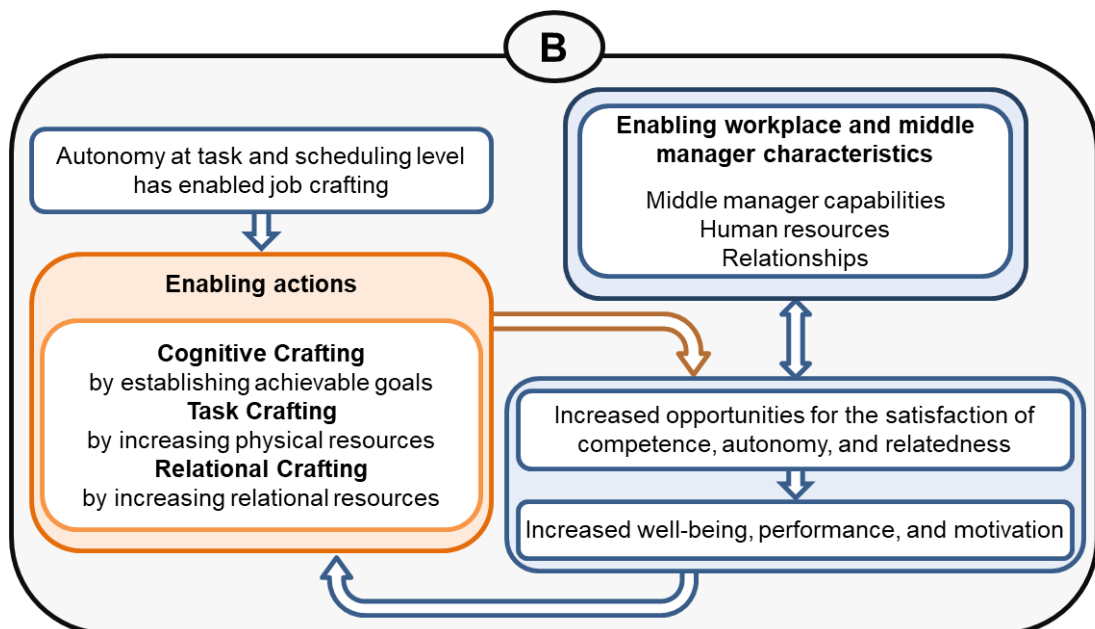 B
Autonomy at task and scheduling level
has enabled job crafting
Enabling actions
Cognitive Crafting
by establishing achievable goals
Task Crafting
by increasing physical resources
Relational Crafting
by increasing relational resources
Enabling workplace and middle
manager characteristics
Middle manager capabilities
Human resources
Relationships
Increased opportunities for the satisfaction of
competence, autonomy, and relatedness
Increased well-being, performance, and motivation